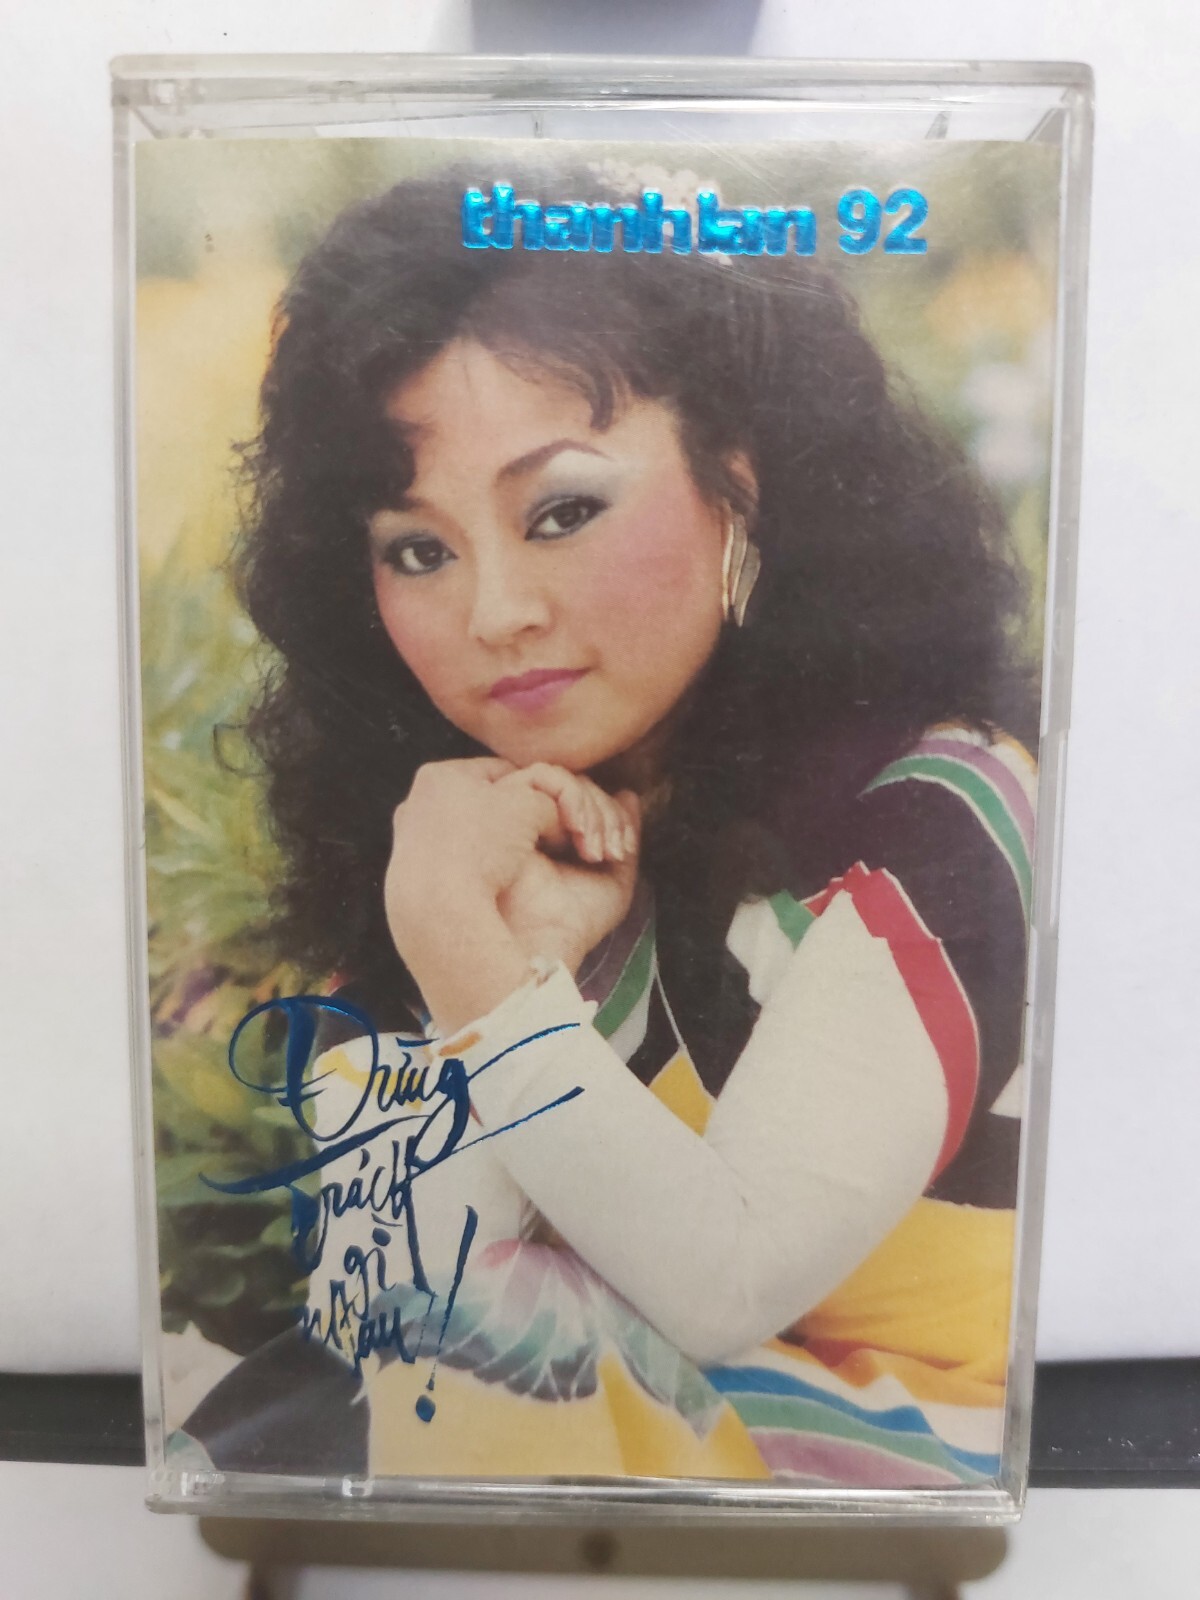 thanh lan 92
Đừng
trách
gì
nhau!